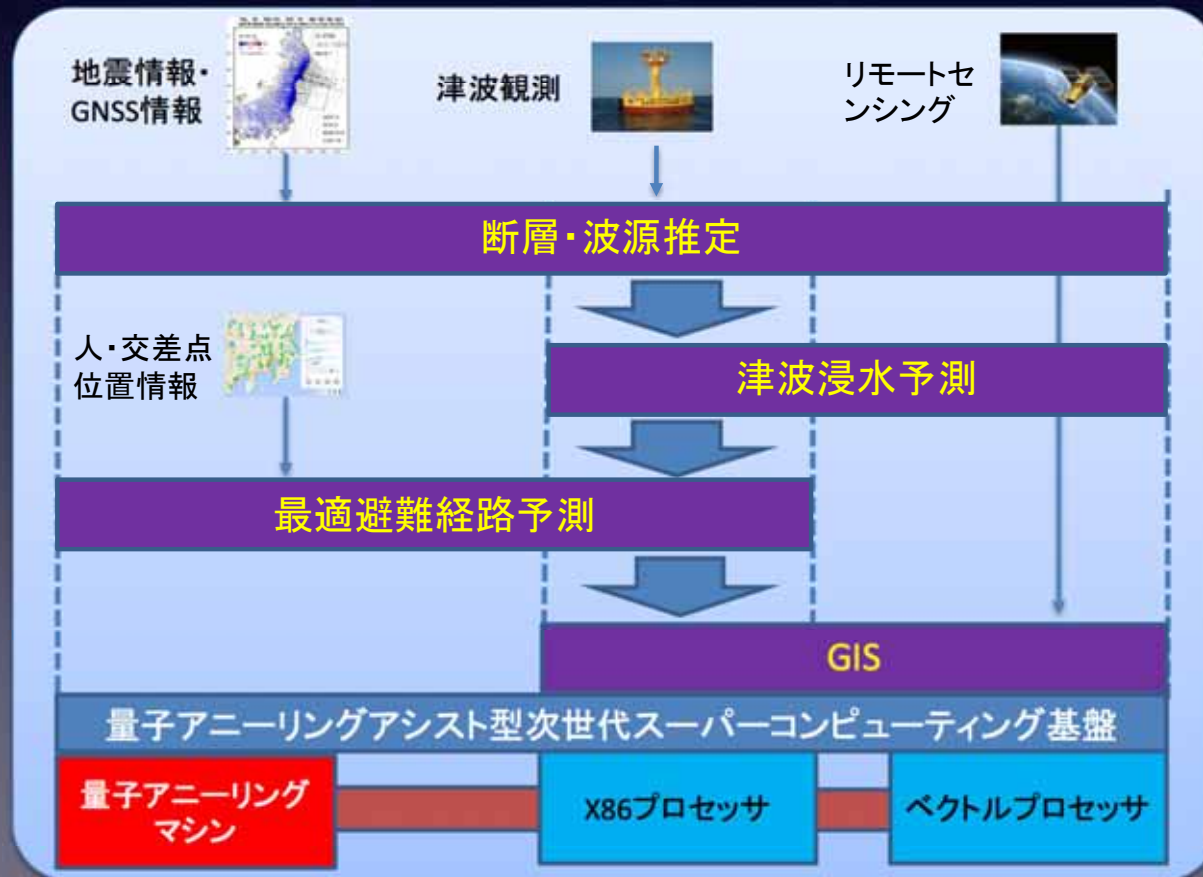 地震情報・
GNSS情報
津波観測
リモートセ
ンシング
断層・波源推定
人・交差点
位置情報
津波浸水予測
最適避難経路予測
GIS
量子アニーリングアシスト型次世代スーパーコンピューティング基盤
量子アニーリング
マシン
X86プロセッサ
ベクトルプロセッサ